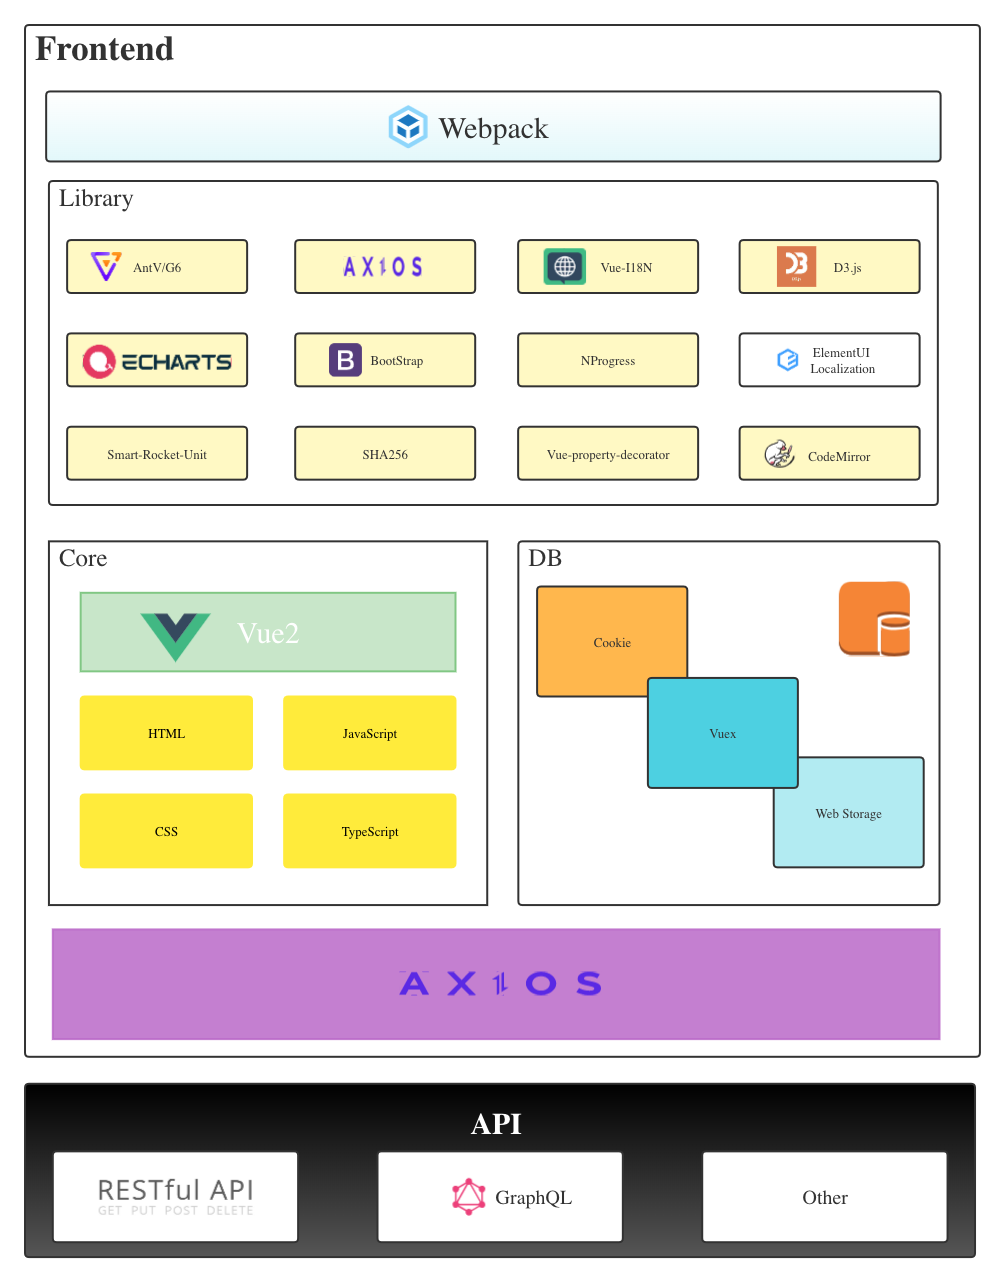 Frontend
Webpack
Library
AntV/G6
AXIOS
Vue-I18N
D3.js
ECHARTS
B
BootStrap
NProgress
ElementUI
Localization
Smart-Rocket-Unit
SHA256
Vue-property-decorator
CodeMirror
Core
Vue2
HTML
JavaScript
CSS
TypeScript
DB
Cookie
Vuex
Web Storage
AXIOS
API
RESTful API
GET PUT POST DELETE
GraphQL
Other